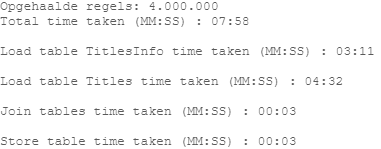 Opgehaalde regels: 4.000.000
Total time taken (MM:SS) : 07:58
Load table TitlesInfo time taken (MM:SS) : 03:11
Load table Titles time taken (MM:SS) : 04:32
Join tables time taken (MM:SS) : 00:03
Store table time taken (MM:SS) : 00:03